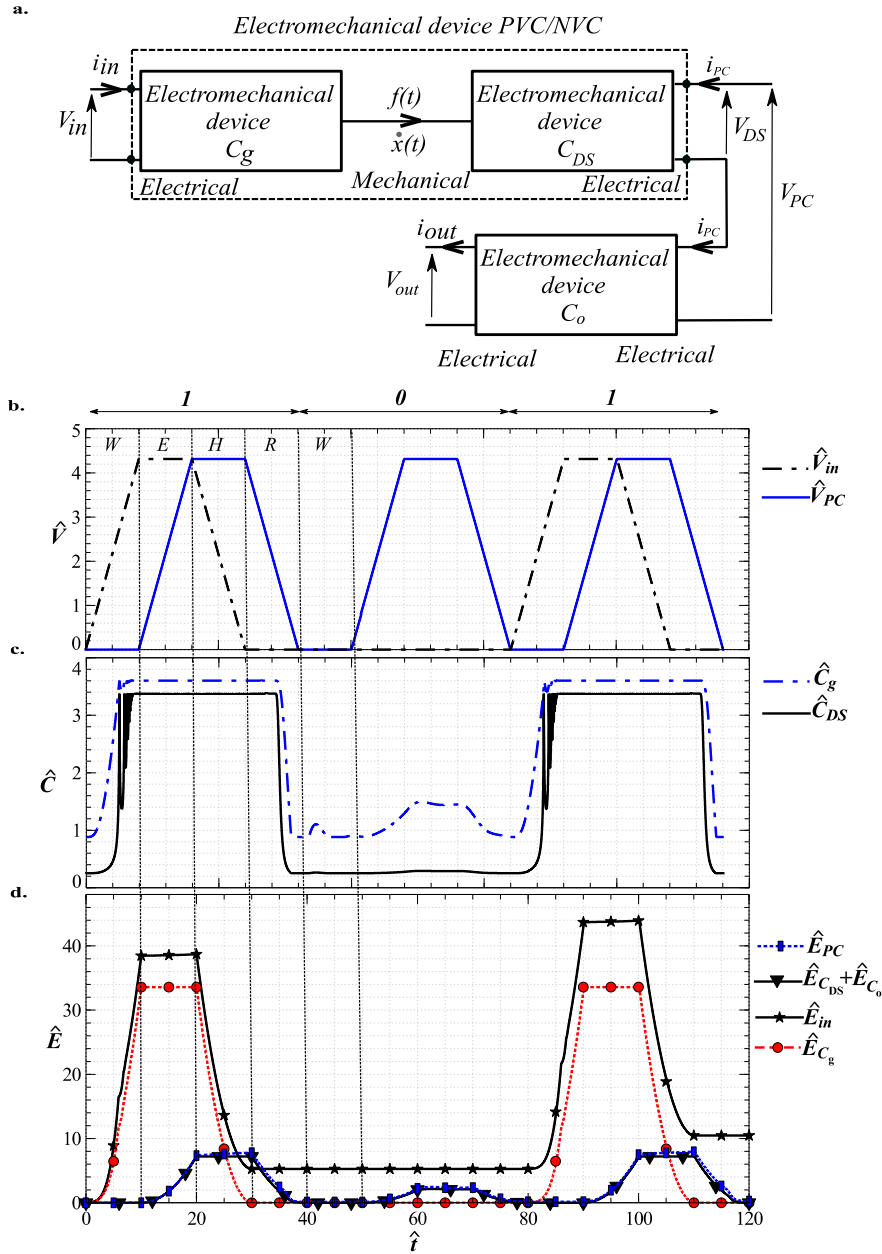 a.
Electromechanical device PVC/NVC
i_in
V_in
Electromechanical
device
C_g
Electrical
f(t)
ẋ(t)
Mechanical
Electromechanical
device
C_DS
Electrical
i_PC
V_DS
V_PC
i_out
V_out
i_PC
Electromechanical
device
C_o
Electrical
Electrical
b.
1 0 1
W E H R W
5
4
3
2
1
0
V̂
V̂_in
V̂_PC
c.
4
3
2
1
0
Ĉ
Ĉ_g
Ĉ_DS
d.
40
30
20
10
0
Ê
Ê_PC
Ê_C_DS+Ê_C_o
Ê_in
Ê_C_g
0 20 40 60 80 100 120
t̂